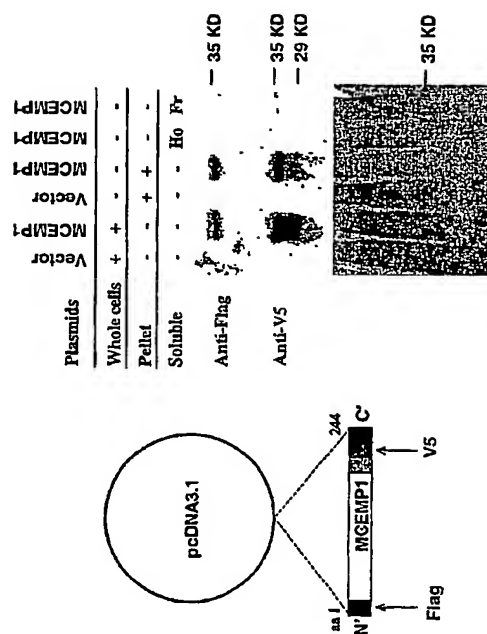 Plasmids Vector MCEMP1 Vector MCEMP1 MCEMP1 MCEMP1
Whole cells + + - - - -
Pellet - - + + - -
Soluble - - - - Ho Fr
Anti-Flag
35 KD
Anti-V5
35 KD
29 KD
35 KD
pcDNA3.1
aa 1
244
N'
MCEMP1
C'
Flag
V5